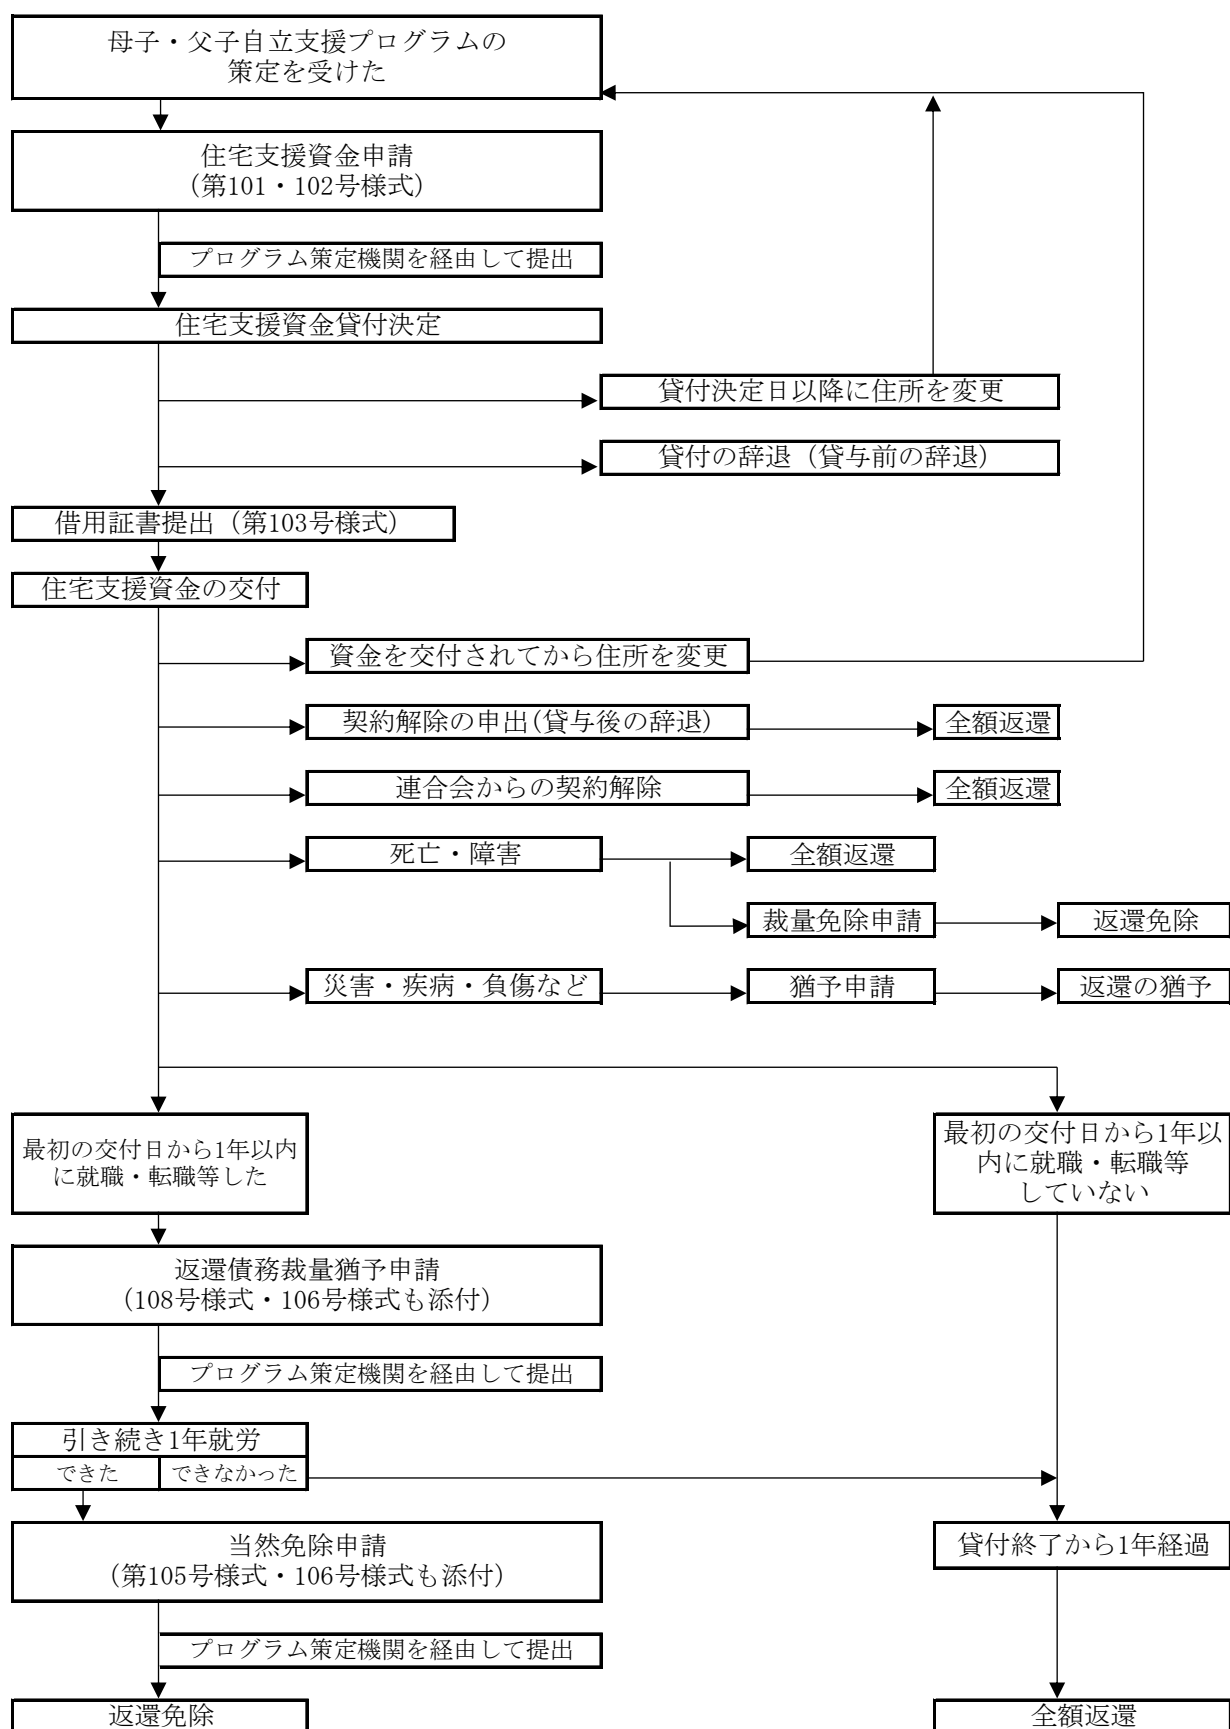 母子・父子自立支援プログラムの
策定を受けた
住宅支援資金申請
（第101・102号様式）
プログラム策定機関を経由して提出
住宅支援資金貸付決定
貸付決定日以降に住所を変更
貸付の辞退（貸与前の辞退）
借用証書提出（第103号様式）
住宅支援資金の交付
資金を交付されてから住所を変更
契約解除の申出(貸与後の辞退）
全額返還
連合会からの契約解除
全額返還
死亡・障害
全額返還
裁量免除申請
返還免除
災害・疾病・負傷など
猶予申請
返還の猶予
最初の交付日から1年以内
に就職・転職等した
最初の交付日から1年以
内に就職・転職等
していない
返還債務裁量猶予申請
（108号様式・106号様式も添付）
プログラム策定機関を経由して提出
引き続き1年就労
できた
できなかった
当然免除申請
（第105号様式・106号様式も添付）
貸付終了から1年経過
プログラム策定機関を経由して提出
返還免除
全額返還